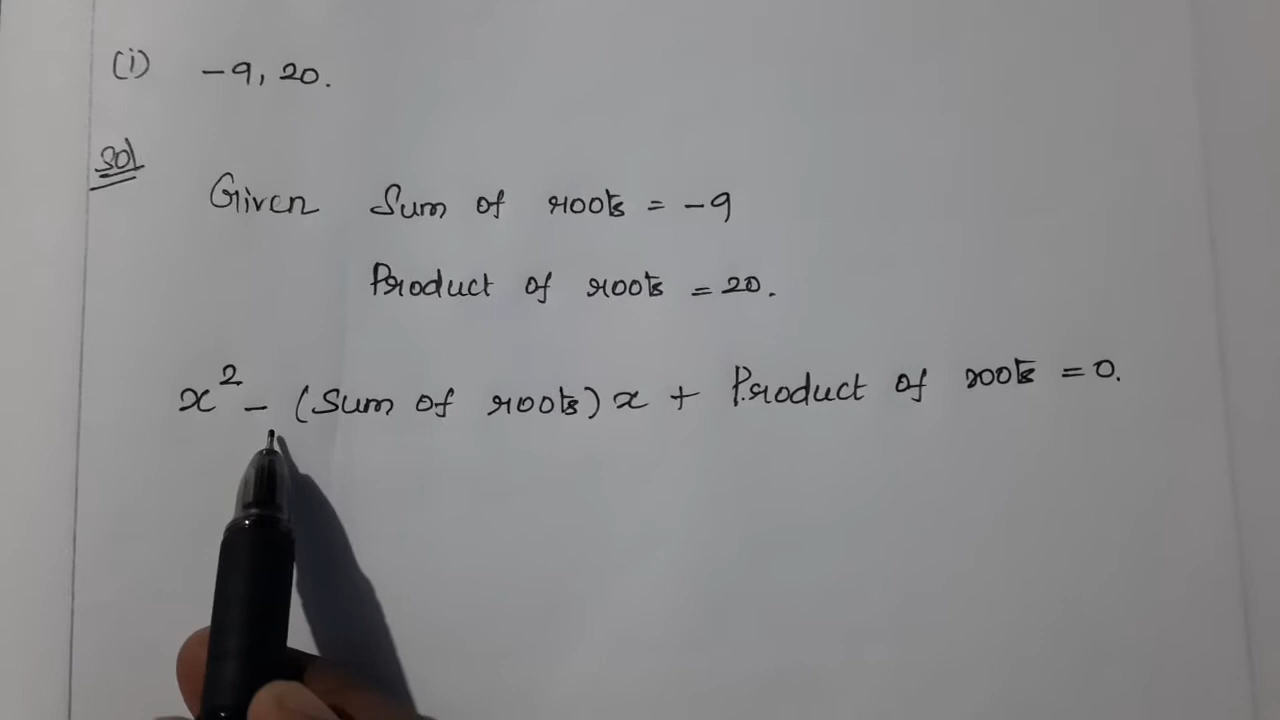 (i) -9, 20.
Sol
Given Sum of roots = -9
Product of roots = 20.
x² - (Sum of roots) x + Product of roots = 0.